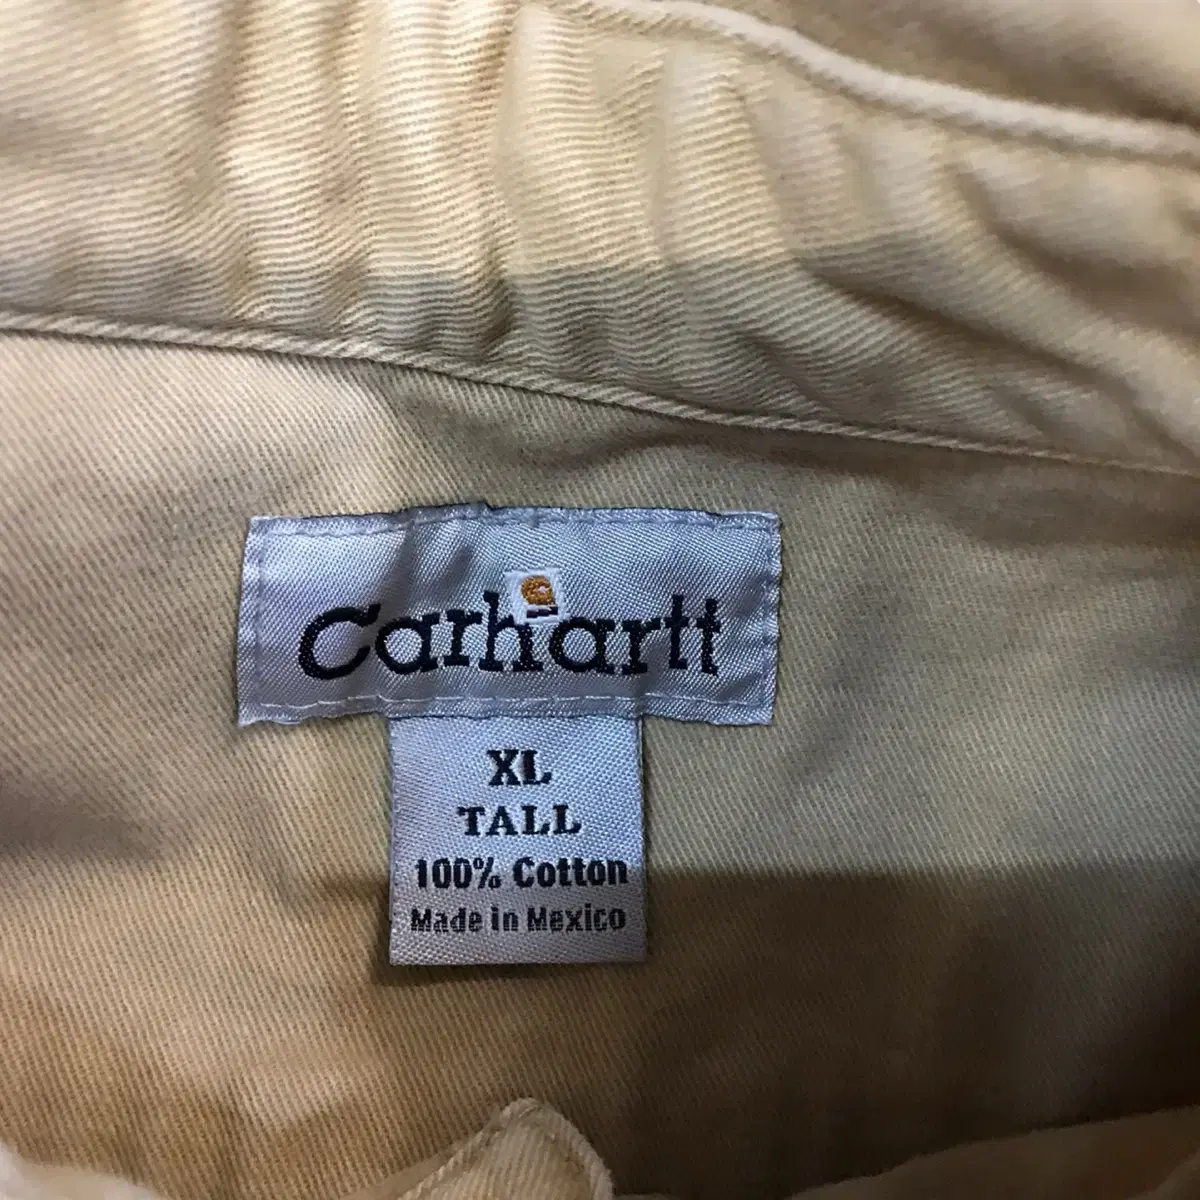 Carhartt
XL
TALL
100% Cotton
Made in Mexico